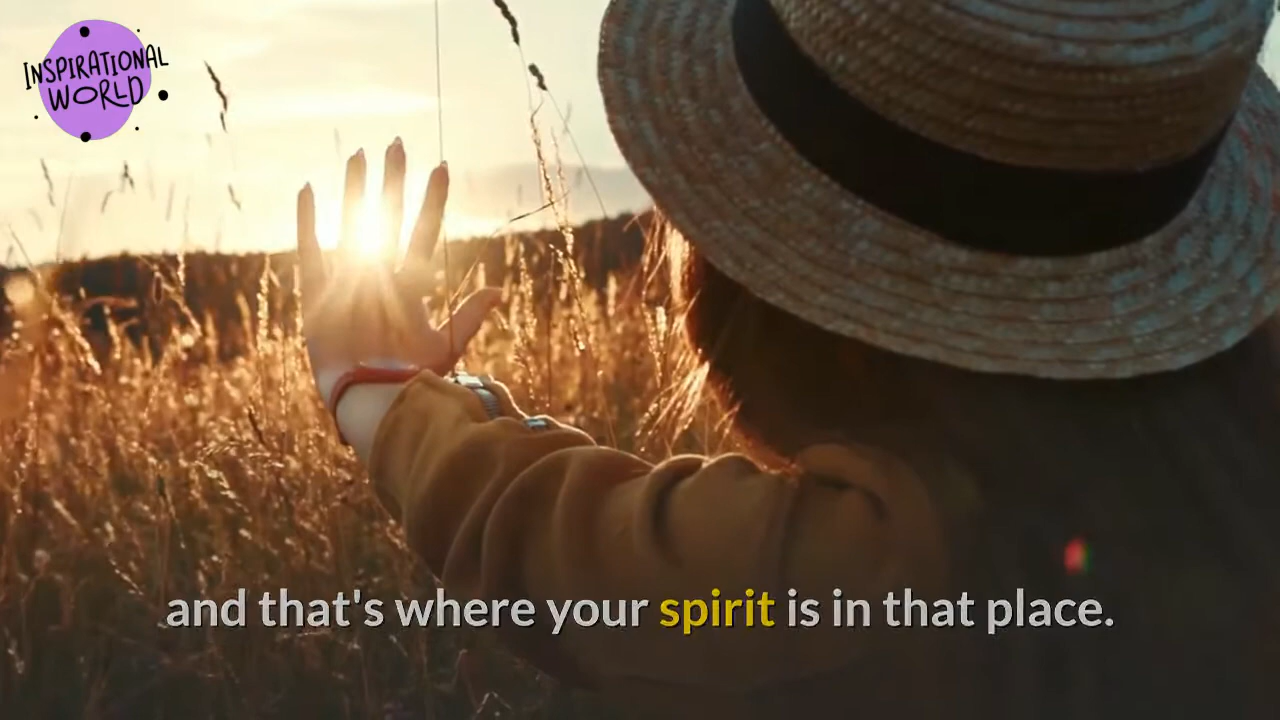 INSPIRATIONAL
WORLD
and that's where your spirit is in that place.